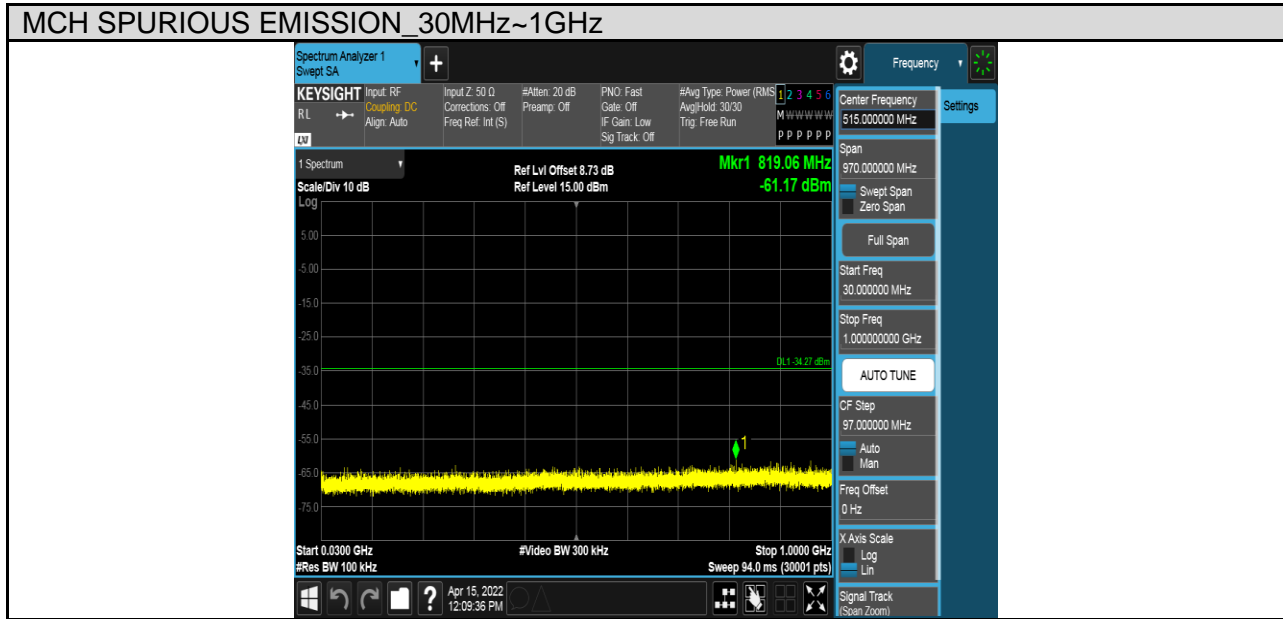 MCH SPURIOUS EMISSION_30MHz~1GHz
Spectrum Analyzer 1
Swept SA
Frequency
KEYSIGHT
RL
LXI
Input: RF
Coupling: DC
Align: Auto
Input Z: 50 Ω
Corrections: Off
Freq Ref: Int (S)
#Atten: 20 dB
Preamp: Off
PNO: Fast
Gate: Off
IF Gain: Low
Sig Track: Off
#Avg Type: Power (RMS
Avg|Hold: 30/30
Trig: Free Run
1 2 3 4 5 6
M W W W W W
P P P P P P
1 Spectrum
Scale/Div 10 dB
Ref Lvl Offset 8.73 dB
Ref Level 15.00 dBm
Mkr1 819.06 MHz
-61.17 dBm
Log
5.00
-5.00
-15.0
-25.0
-35.0
-45.0
-55.0
-65.0
-75.0
DL1 -34.27 dBm
1
Start 0.0300 GHz
#Res BW 100 kHz
#Video BW 300 kHz
Stop 1.0000 GHz
Sweep 94.0 ms (30001 pts)
Apr 15, 2022
12:09:36 PM
Settings
Center Frequency
515.000000 MHz
Span
970.000000 MHz
Swept Span
Zero Span
Full Span
Start Freq
30.000000 MHz
Stop Freq
1.000000000 GHz
AUTO TUNE
CF Step
97.000000 MHz
Auto
Man
Freq Offset
0 Hz
X Axis Scale
Log
Lin
Signal Track
(Span Zoom)